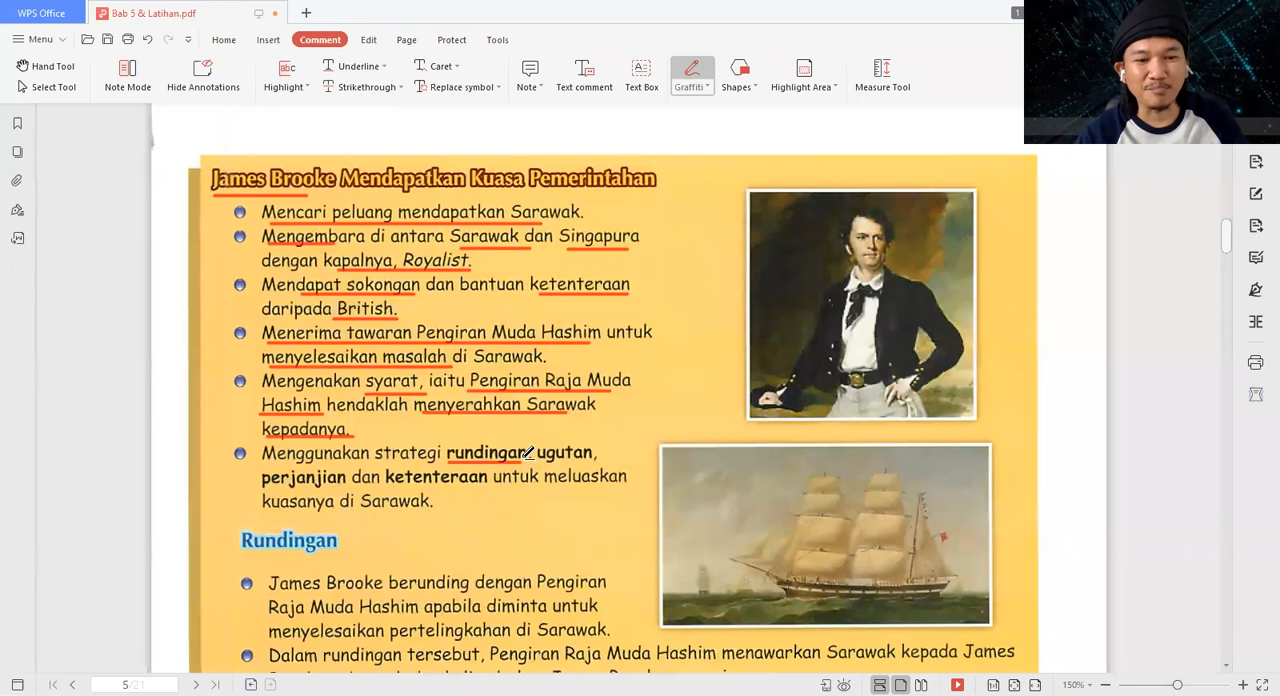 WPS Office
Bab 5 & Latihan.pdf
1
Menu
Home
Insert
Comment
Edit
Page
Protect
Tools
Hand Tool
Select Tool
Note Mode
Hide Annotations
Highlight
Underline
Strikethrough
Caret
Replace symbol
Note
Text comment
Text Box
Graffiti
Shapes
Highlight Area
Measure Tool
James Brooke Mendapatkan Kuasa Pemerintahan
Mencari peluang mendapatkan Sarawak.
Mengembara di antara Sarawak dan Singapura
dengan kapalnya, Royalist.
Mendapat sokongan dan bantuan ketenteraan
daripada British.
Menerima tawaran Pengiran Muda Hashim untuk
menyelesaikan masalah di Sarawak.
Mengenakan syarat, iaitu Pengiran Raja Muda
Hashim hendaklah menyerahkan Sarawak
kepadanya.
Menggunakan strategi rundingan, ugutan,
perjanjian dan ketenteraan untuk meluaskan
kuasanya di Sarawak.
Rundingan
James Brooke berunding dengan Pengiran
Raja Muda Hashim apabila diminta untuk
menyelesaikan pertelingkahan di Sarawak.
Dalam rundingan tersebut, Pengiran Raja Muda Hashim menawarkan Sarawak kepada James
5/21
150%